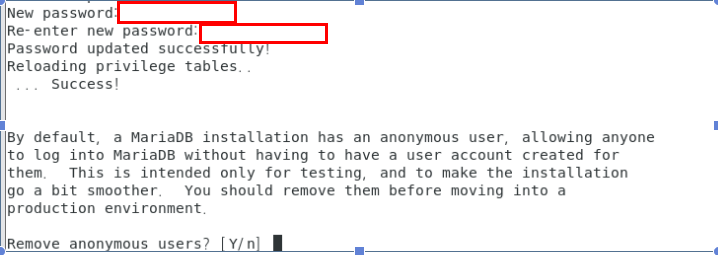 New password:
Re-enter new password:
Password updated successfully!
Reloading privilege tables..
... Success!
By default, a MariaDB installation has an anonymous user, allowing anyone
to log into MariaDB without having to have a user account created for
them.  This is intended only for testing, and to make the installation
go a bit smoother.  You should remove them before moving into a
production environment.
Remove anonymous users? [Y/n]